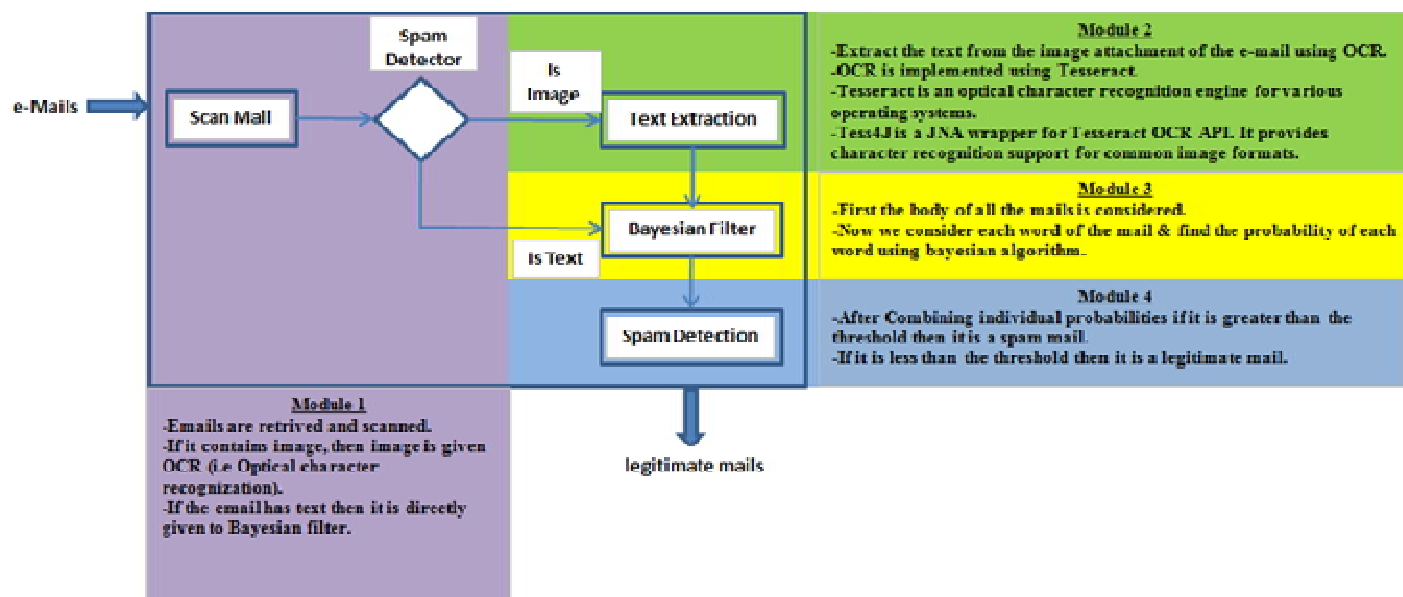 e-Mails
Scan Mail
Spam
Detector
Is
Image
Text Extraction
Is Text
Bayesian Filter
Spam Detection
legitimate mails
Module 1
-Emails are retrived and scanned.
-If it contains image, then image is given
OCR (i.e Optical character
recognization).
-If the email has text then it is directly
given to Bayesian filter.
Module 2
-Extract the text from the image attachment of the e-mail using OCR.
-OCR is implemented using Tesseract.
-Tesseract is an optical character recognition engine for various
operating systems.
-Tess4J is a JNA wrapper for Tesseract OCR API. It provides
character recognition support for common image formats.
Module 3
-First the body of all the mails is considered.
-Now we consider each word of the mail & find the probability of each
word using bayesian algorithm.
Module 4
-After Combining individual probabilities if it is greater than the
threshold then it is a spam mail.
-If it is less than the threshold then it is a legitimate mail.